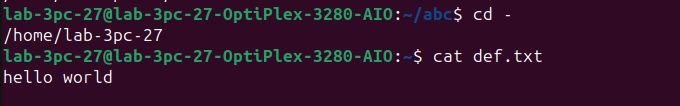 lab-3pc-27@lab-3pc-27-OptiPlex-3280-AIO:~/abc$ cd -
/home/lab-3pc-27
lab-3pc-27@lab-3pc-27-OptiPlex-3280-AIO:~$ cat def.txt
hello world